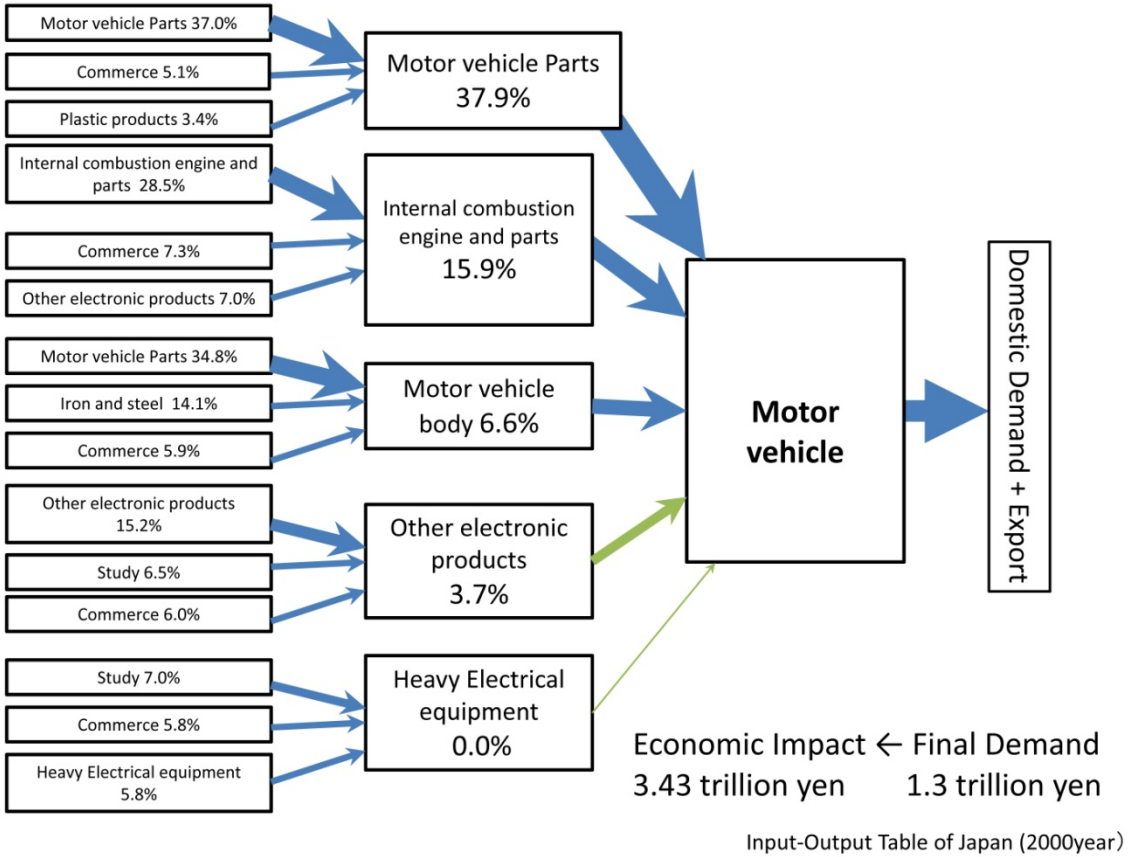 Motor vehicle Parts 37.0%
Commerce 5.1%
Plastic products 3.4%
Internal combustion engine and
parts 28.5%
Commerce 7.3%
Other electronic products 7.0%
Motor vehicle Parts 34.8%
Iron and steel 14.1%
Commerce 5.9%
Other electronic products
15.2%
Study 6.5%
Commerce 6.0%
Study 7.0%
Commerce 5.8%
Heavy Electrical equipment
5.8%
Motor vehicle Parts
37.9%
Internal combustion
engine and parts
15.9%
Motor vehicle
body 6.6%
Other electronic
products
3.7%
Heavy Electrical
equipment
0.0%
Motor
vehicle
Domestic Demand + Export
Economic Impact ← Final Demand
3.43 trillion yen 1.3 trillion yen
Input-Output Table of Japan (2000year）